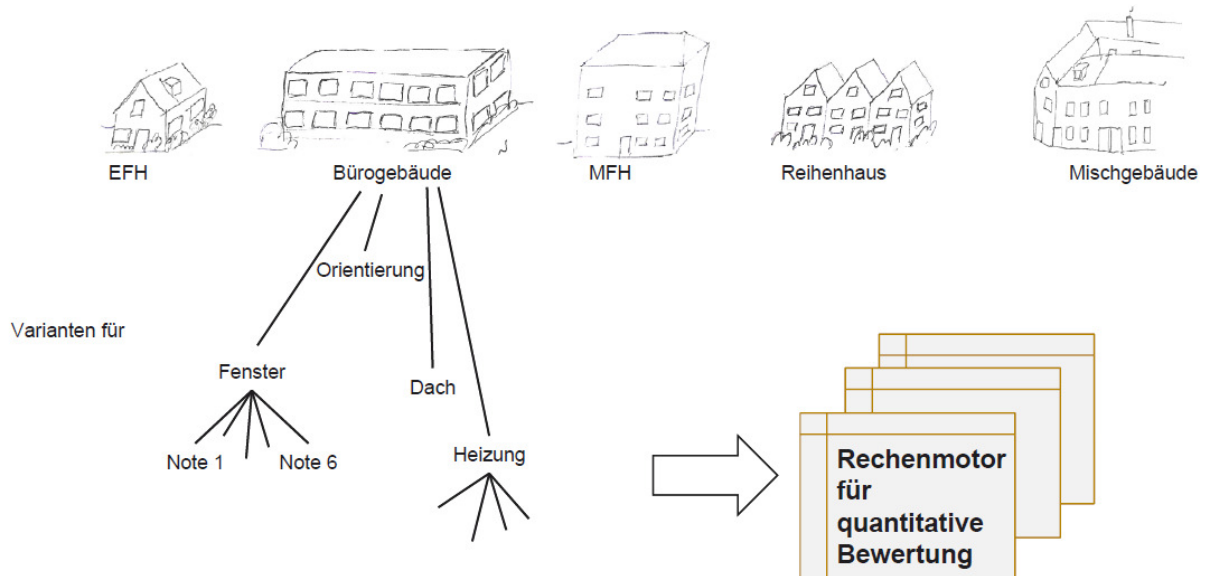 EFH
Bürogebäude
MFH
Reihenhaus
Mischgebäude
Orientierung
Varianten für
Fenster
Dach
Note 1
Note 6
Heizung
Rechenmotor
für
quantitative
Bewertung